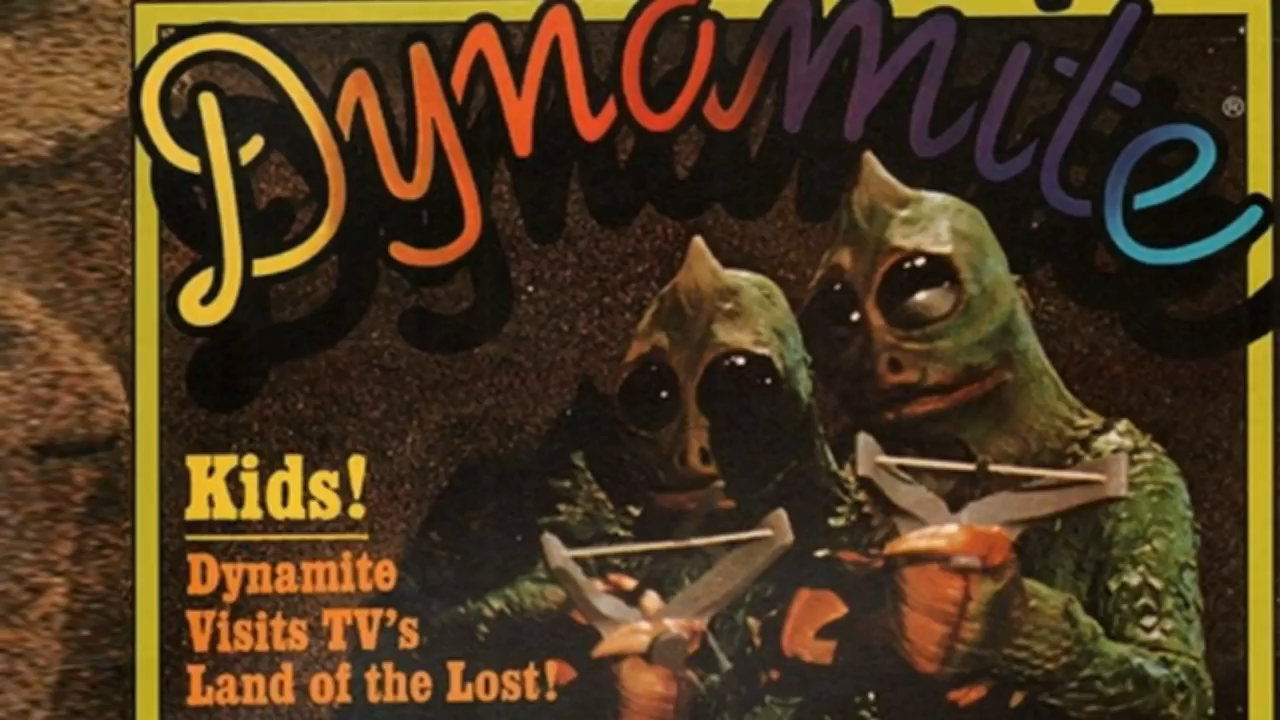 Dynamite®
Kids!
Dynamite
Visits TV's
Land of the Lost!